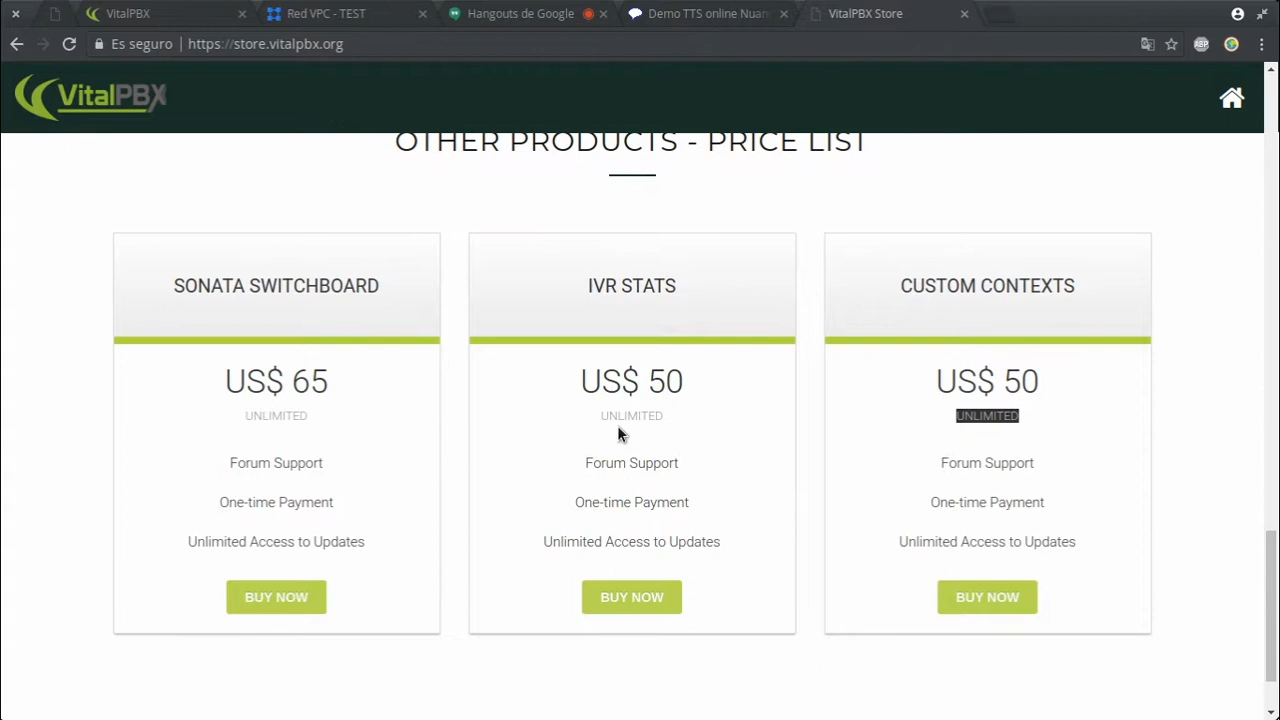 VitalPBX
Red VPC - TEST
Hangouts de Google
Demo TTS online Nuan
VitalPBX Store
Es seguro
https://store.vitalpbx.org
ABP
VitalPBX
OTHER PRODUCTS - PRICE LIST
SONATA SWITCHBOARD
US$ 65
UNLIMITED
Forum Support
One-time Payment
Unlimited Access to Updates
BUY NOW
IVR STATS
US$ 50
UNLIMITED
Forum Support
One-time Payment
Unlimited Access to Updates
BUY NOW
CUSTOM CONTEXTS
US$ 50
UNLIMITED
Forum Support
One-time Payment
Unlimited Access to Updates
BUY NOW